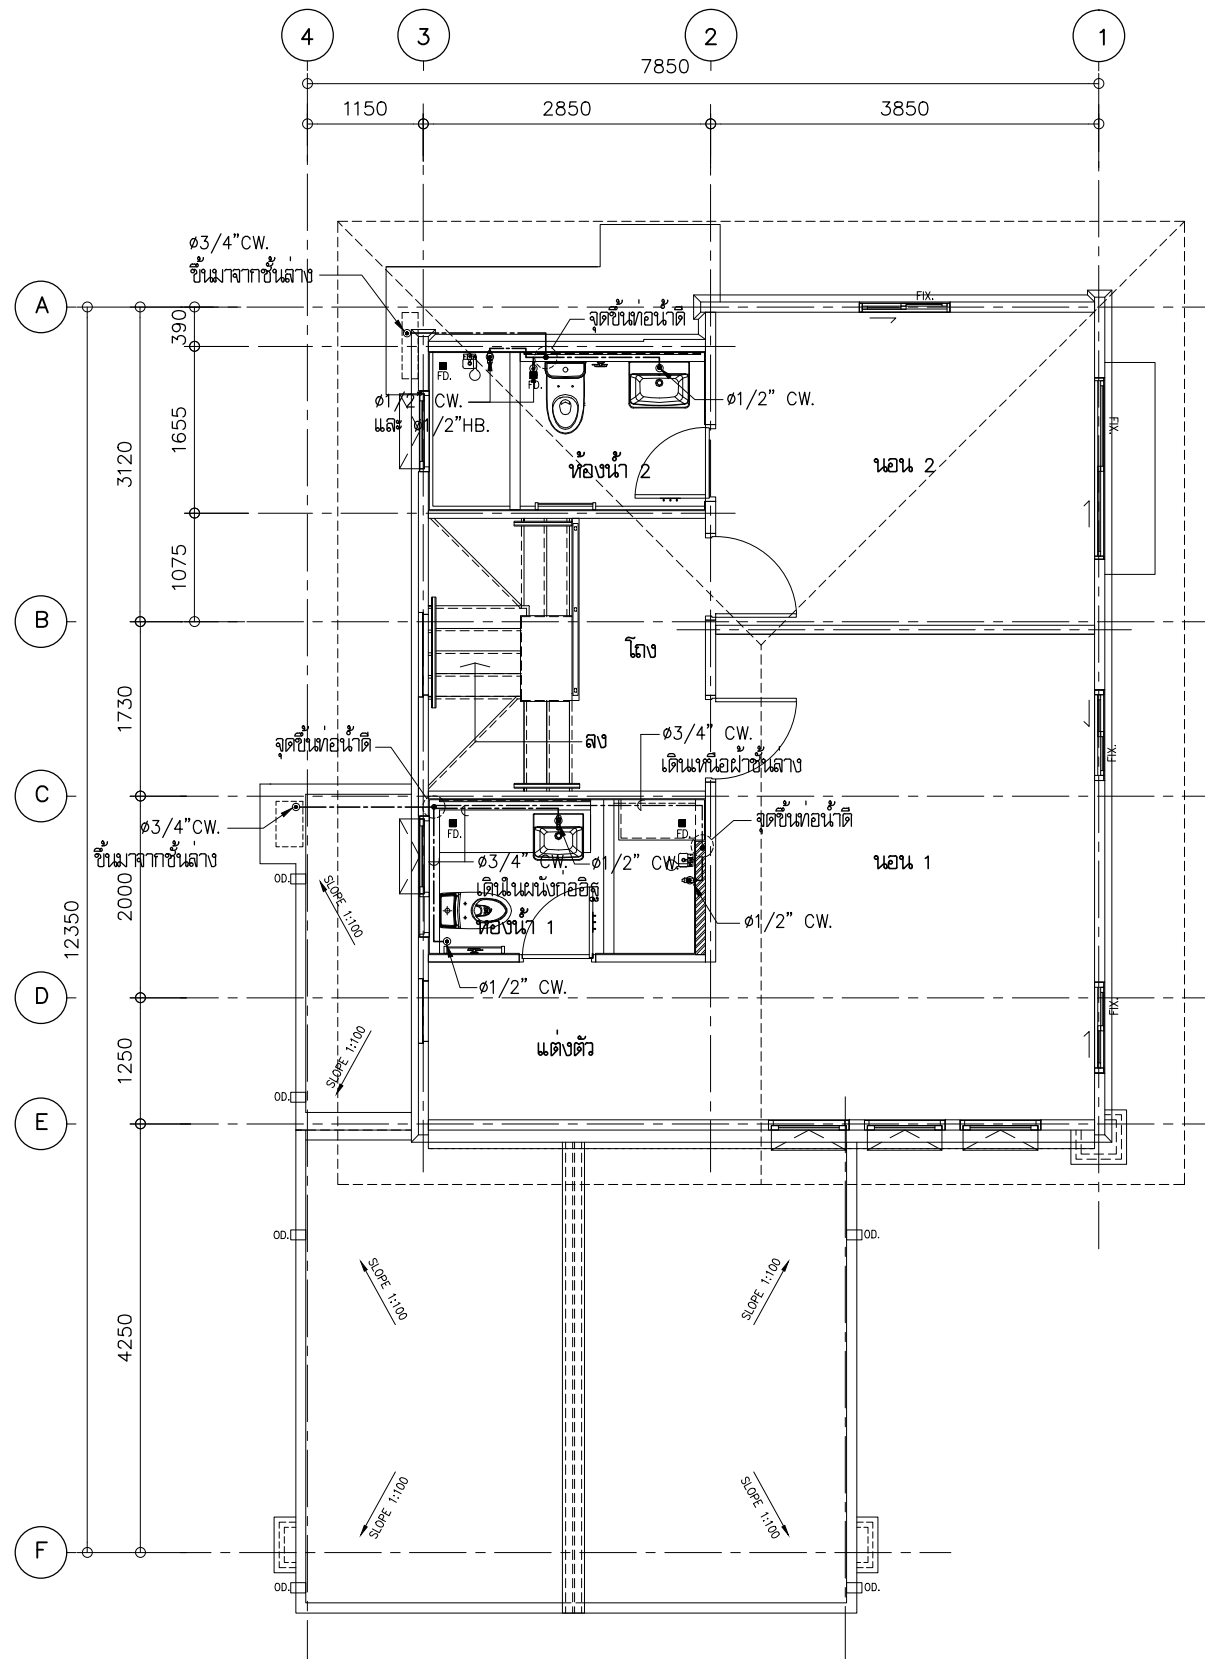 4
3
2
1
7850
1150
2850
3850
ø3/4"CW.
ขึ้นมาจากชั้นล่าง
A
390
FIX.
จุดขึ้นท่อน้ำดี
FD.
FD.
ø1/2" CW.
และ ø1/2"HB.
ø1/2" CW.
FIX.
1655
3120
ห้องน้ำ 2
นอน 2
1075
B
โถง
1730
จุดขึ้นท่อน้ำดี
ลง
ø3/4" CW.
เดินเหนือฝ้าชั้นล่าง
FIX.
C
ø3/4"CW.
ขึ้นมาจากชั้นล่าง
FD.
FD.
จุดขึ้นท่อน้ำดี
ø3/4" CW.
เดินในผนังก่ออิฐ
ø1/2" CW.
นอน 1
OD.
SLOPE 1:100
2000
12350
ห้องน้ำ 1
ø1/2" CW.
ø1/2" CW.
D
FIX.
1250
SLOPE 1:100
แต่งตัว
OD.
E
OD.
OD.
SLOPE 1:100
SLOPE 1:100
4250
SLOPE 1:100
SLOPE 1:100
F
OD.
OD.